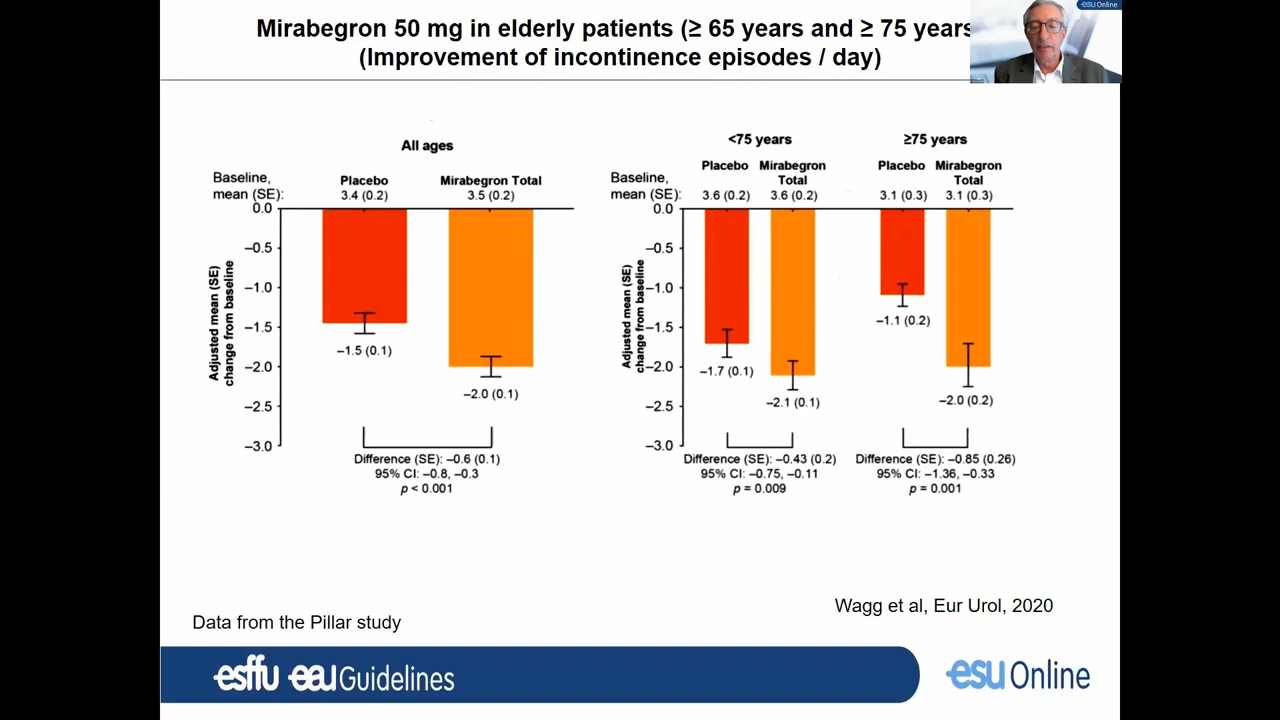 Mirabegron 50 mg in elderly patients (≥ 65 years and ≥ 75 years
(Improvement of incontinence episodes / day)
esu Online
All ages
Baseline,
mean (SE):
Placebo
3.4 (0.2)
Mirabegron Total
3.5 (0.2)
Adjusted mean (SE)
change from baseline
0.0
–0.5
–1.0
–1.5
–2.0
–2.5
–3.0
–1.5 (0.1)
–2.0 (0.1)
Difference (SE): –0.6 (0.1)
95% CI: –0.8, –0.3
p < 0.001
<75 years
≥75 years
Baseline,
mean (SE):
Placebo
3.6 (0.2)
Mirabegron
Total
3.6 (0.2)
Placebo
3.1 (0.3)
Mirabegron
Total
3.1 (0.3)
Adjusted mean (SE)
change from baseline
0.0
–0.5
–1.0
–1.5
–2.0
–2.5
–3.0
–1.7 (0.1)
–2.1 (0.1)
–1.1 (0.2)
–2.0 (0.2)
Difference (SE): –0.43 (0.2)
95% CI: –0.75, –0.11
p = 0.009
Difference (SE): –0.85 (0.26)
95% CI: –1.36, –0.33
p = 0.001
Wagg et al, Eur Urol, 2020
Data from the Pillar study
esffu eau Guidelines
esu Online